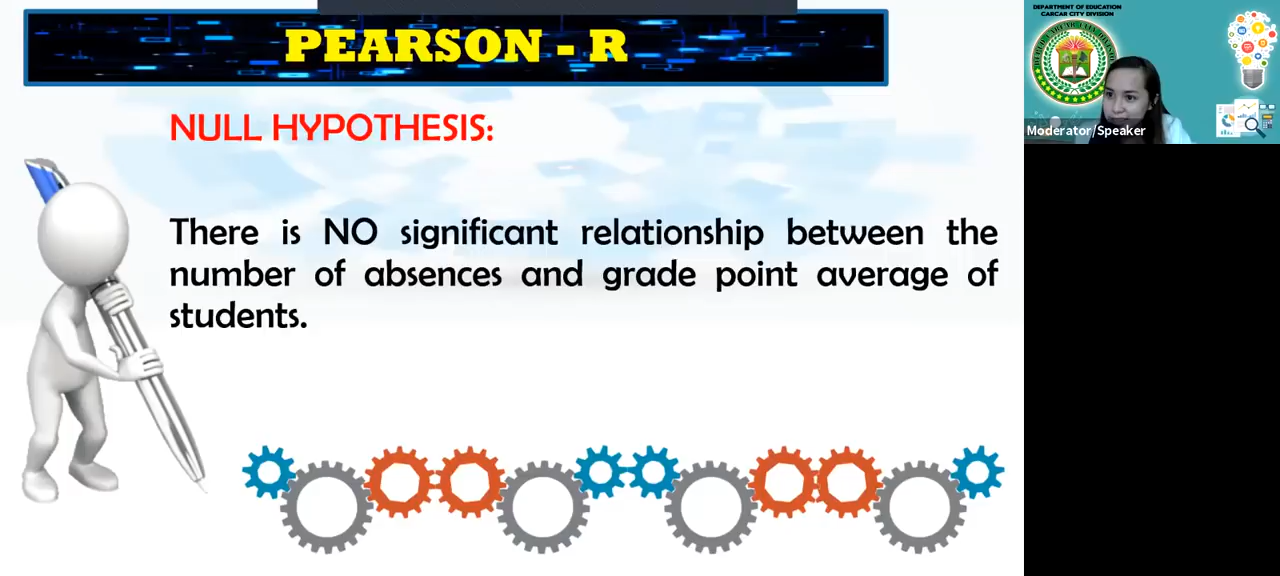 PEARSON - R
NULL HYPOTHESIS:
There is NO significant relationship between the
number of absences and grade point average of
students.
DEPARTMENT OF EDUCATION
CARCAR CITY DIVISION
Moderator/Speaker